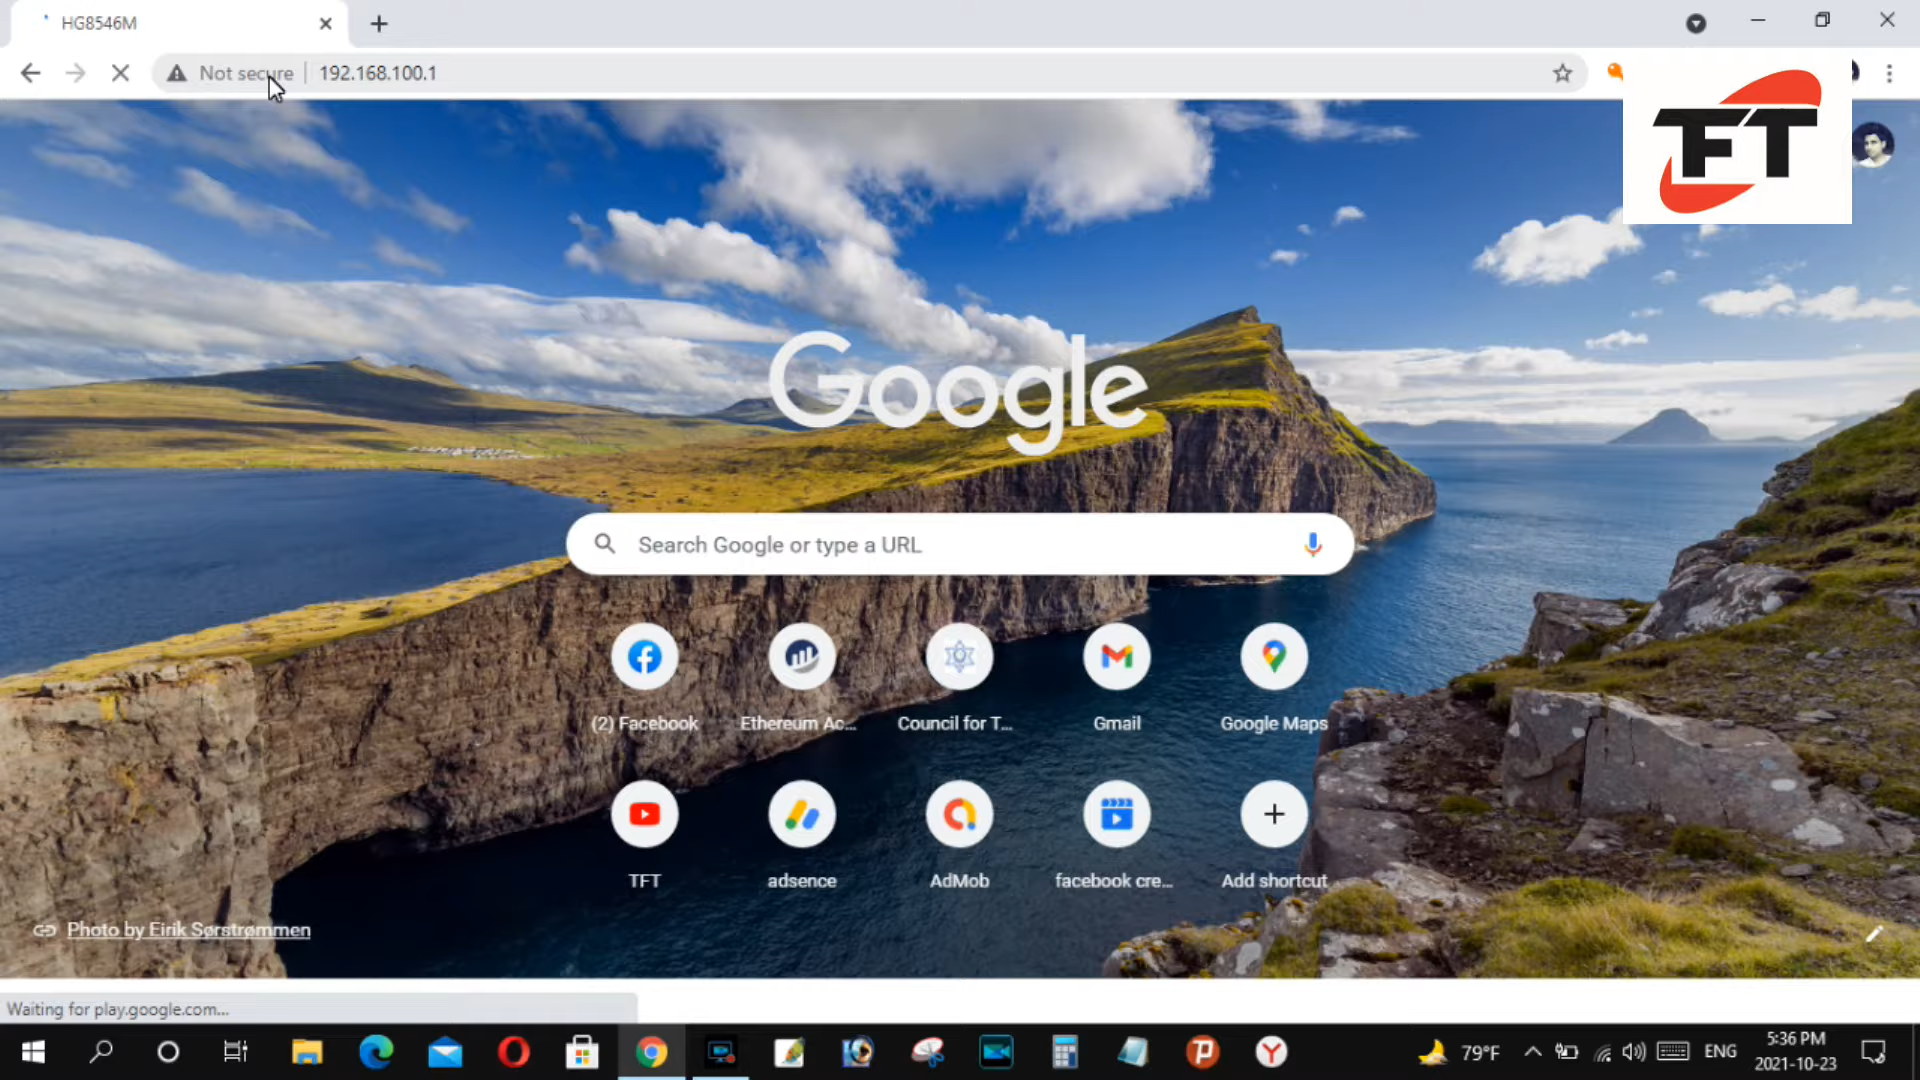 HG8546M
Not secure | 192.168.100.1
TFT
Google
Search Google or type a URL
(2) Facebook
Ethereum Ac...
Council for T...
Gmail
Google Maps
TFT
adsence
AdMob
facebook cre...
Add shortcut
Photo by Eirik Sørstrømmen
Waiting for play.google.com...
79°F
ENG
5:36 PM
2021-10-23